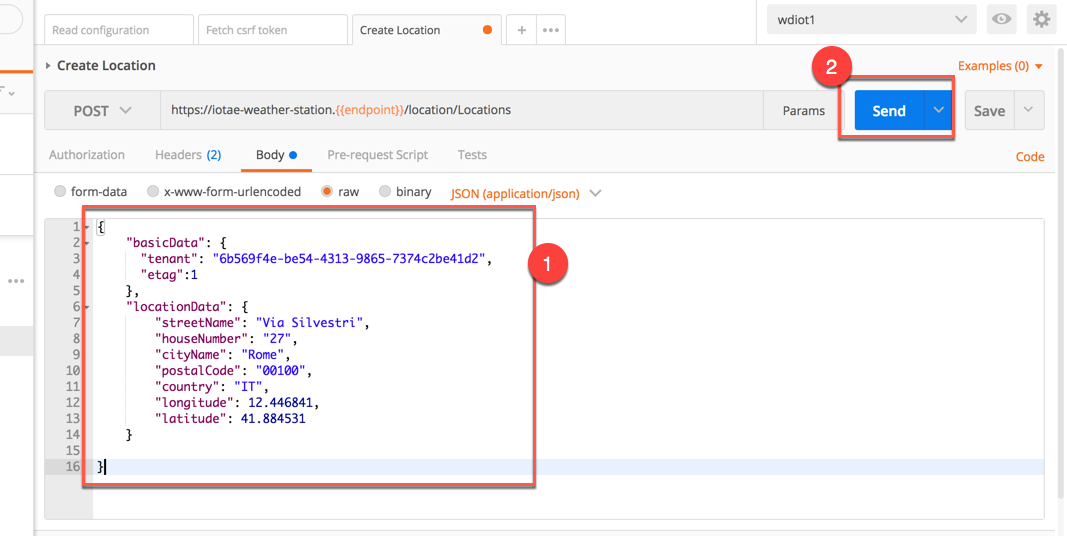 Read configuration
Fetch csrf token
Create Location
+
wdiot1
Create Location
2
Examples (0)
POST
https://iotae-weather-station.{{endpoint}}/location/Locations
Params
Send
Save
Authorization
Headers (2)
Body
Pre-request Script
Tests
Code
form-data
x-www-form-urlencoded
raw
binary
JSON (application/json)
1
1 {
2 "basicData": {
3 "tenant": "6b569f4e-be54-4313-9865-7374c2be41d2",
4 "etag":1
5 },
6 "locationData": {
7 "streetName": "Via Silvestri",
8 "houseNumber": "27",
9 "cityName": "Rome",
10 "postalCode": "00100",
11 "country": "IT",
12 "longitude": 12.446841,
13 "latitude": 41.884531
14 }
15
16 }